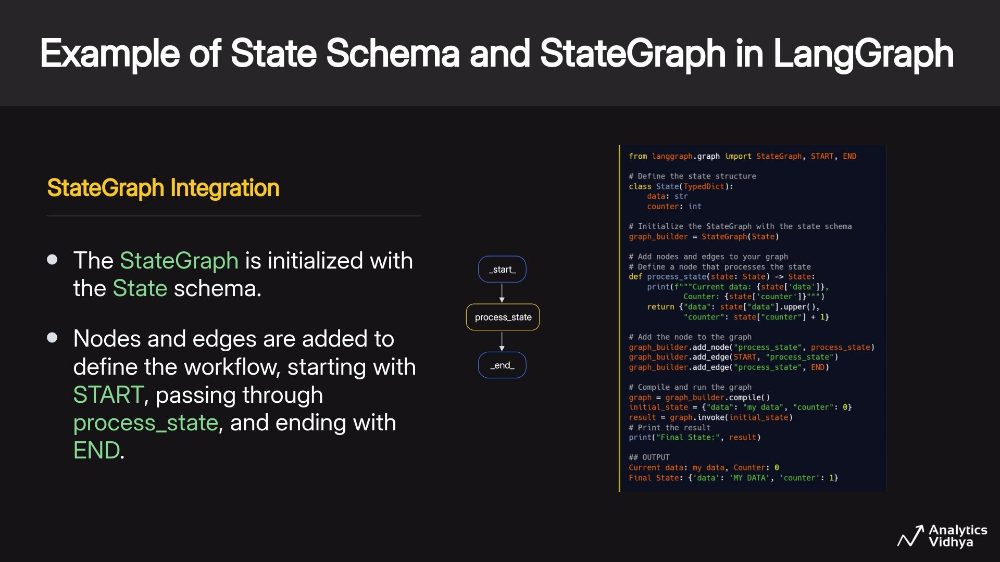 Example of State Schema and StateGraph in LangGraph
StateGraph Integration
The StateGraph is initialized with
the State schema.
Nodes and edges are added to
define the workflow, starting with
START, passing through
process_state, and ending with
END.
_start_
process_state
_end_
from langgraph.graph import StateGraph, START, END
# Define the state structure
class State(TypedDict):
    data: str
    counter: int
# Initialize the StateGraph with the state schema
graph_builder = StateGraph(State)
# Add nodes and edges to your graph
# Define a node that processes the state
def process_state(state: State) -> State:
    print(f"""Current data: {state['data']},
            Counter: {state['counter']}""")
    return {"data": state["data"].upper(),
            "counter": state["counter"] + 1}
# Add the node to the graph
graph_builder.add_node("process_state", process_state)
graph_builder.add_edge(START, "process_state")
graph_builder.add_edge("process_state", END)
# Compile and run the graph
graph = graph_builder.compile()
initial_state = {"data": "my data", "counter": 0}
result = graph.invoke(initial_state)
# Print the result
print("Final State:", result)
## OUTPUT
Current data: my data, Counter: 0
Final State: {'data': 'MY DATA', 'counter': 1}
Analytics
Vidhya